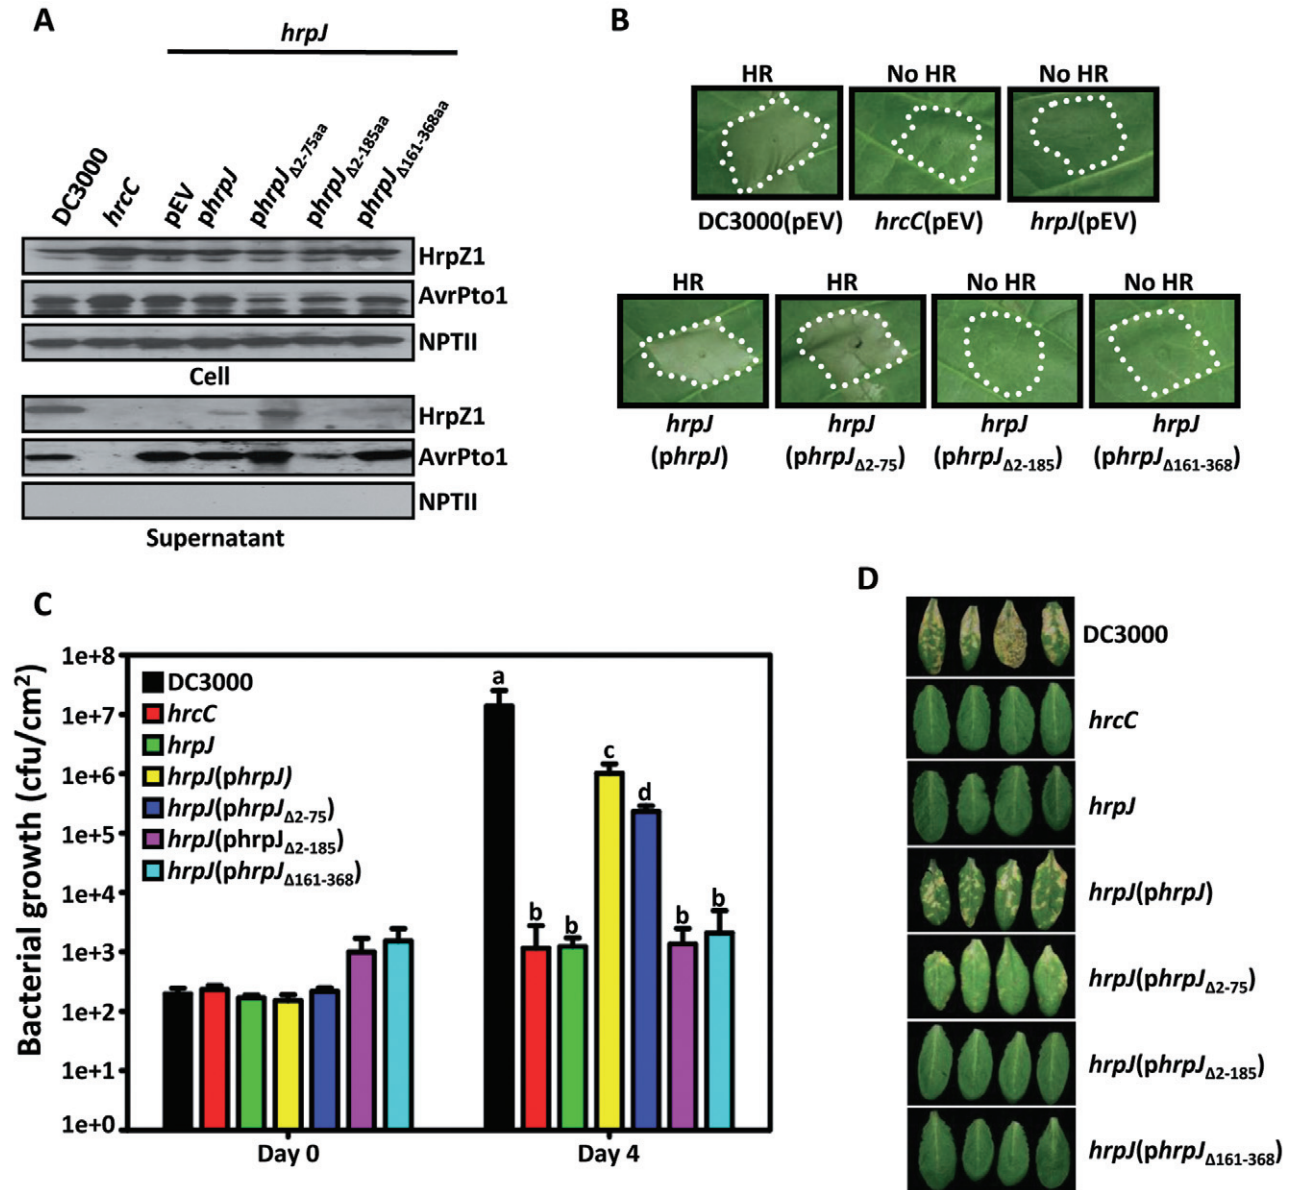 A
hrpJ
DC3000
hrcC
pEV
phrpJ
phrpJΔ2-75aa
phrpJΔ2-185aa
phrpJΔ161-368aa
HrpZ1
AvrPto1
NPTII
Cell
HrpZ1
AvrPto1
NPTII
Supernatant
B
HR No HR No HR
DC3000(pEV) hrcC(pEV) hrpJ(pEV)
HR HR No HR No HR
hrpJ hrpJ hrpJ hrpJ
(phrpJ) (phrpJΔ2-75) (phrpJΔ2-185) (phrpJΔ161-368)
C
Bacterial growth (cfu/cm²)
1e+8
1e+7
1e+6
1e+5
1e+4
1e+3
1e+2
1e+1
1e+0
DC3000
hrcC
hrpJ
hrpJ(phrpJ)
hrpJ(phrpJΔ2-75)
hrpJ(phrpJΔ2-185)
hrpJ(phrpJΔ161-368)
a
b
b
c
d
b
b
Day 0 Day 4
D
DC3000
hrcC
hrpJ
hrpJ(phrpJ)
hrpJ(phrpJΔ2-75)
hrpJ(phrpJΔ2-185)
hrpJ(phrpJΔ161-368)